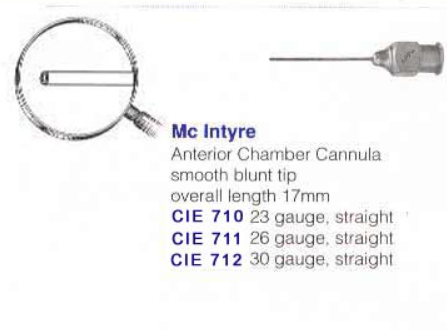 Mc Intyre
Anterior Chamber Cannula
smooth blunt tip
overall length 17mm
CIE 710 23 gauge, straight
CIE 711 26 gauge, straight
CIE 712 30 gauge, straight